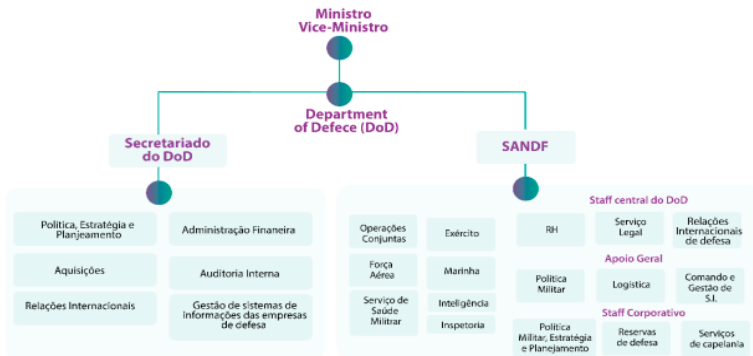 Ministro
Vice-Ministro
Department
of Defece (DoD)
Secretariado
do DoD
SANDF
Política, Estratégia e
Planjeamento
Administração Finaneira
Aquisições
Auditoria Interna
Relações Internacionais
Gestão de sistemas de
informações das empresas
de defesa
Operações
Conjuntas
Exército
Força
Aérea
Marinha
Serviço de
Saúde
Militrar
Inteligência
Inspetoria
Staff central do DoD
RH
Serviço
Legal
Relações
Internacionais
de defesa
Apoio Geral
Política
Militar
Logística
Comando e
Gestão de
S.I.
Staff Corporativo
Política
Militar, Estratégia
e Planejamento
Reservas
de defesa
Serviços
de capelania